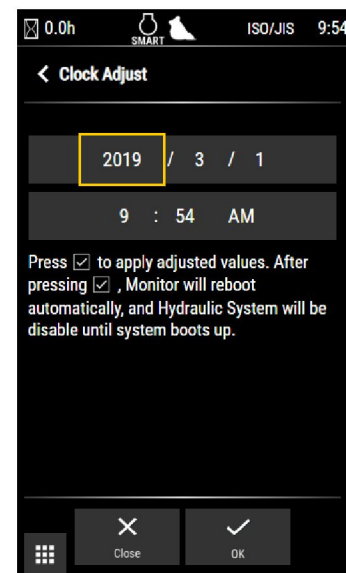 0.0h SMART ISO/JIS 9:54
Clock Adjust
2019 / 3 / 1
9 : 54 AM
Press ☑ to apply adjusted values. After
pressing ☑ , Monitor will reboot
automatically, and Hydraulic System will be
disable until system boots up.
Close OK